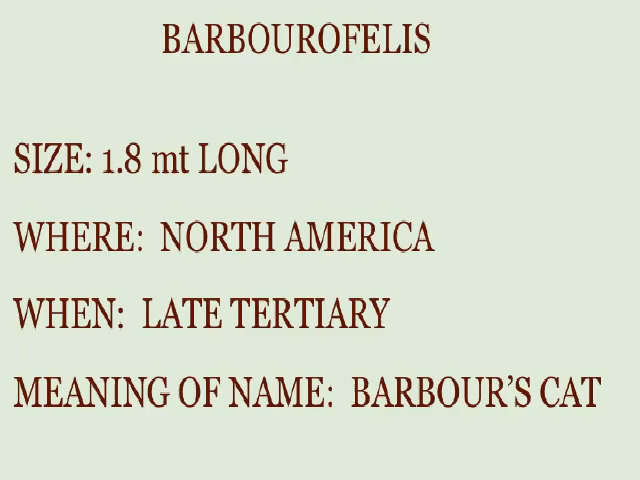 BARBOUROFELIS
SIZE: 1.8 mt LONG
WHERE: NORTH AMERICA
WHEN: LATE TERTIARY
MEANING OF NAME: BARBOUR’S CAT